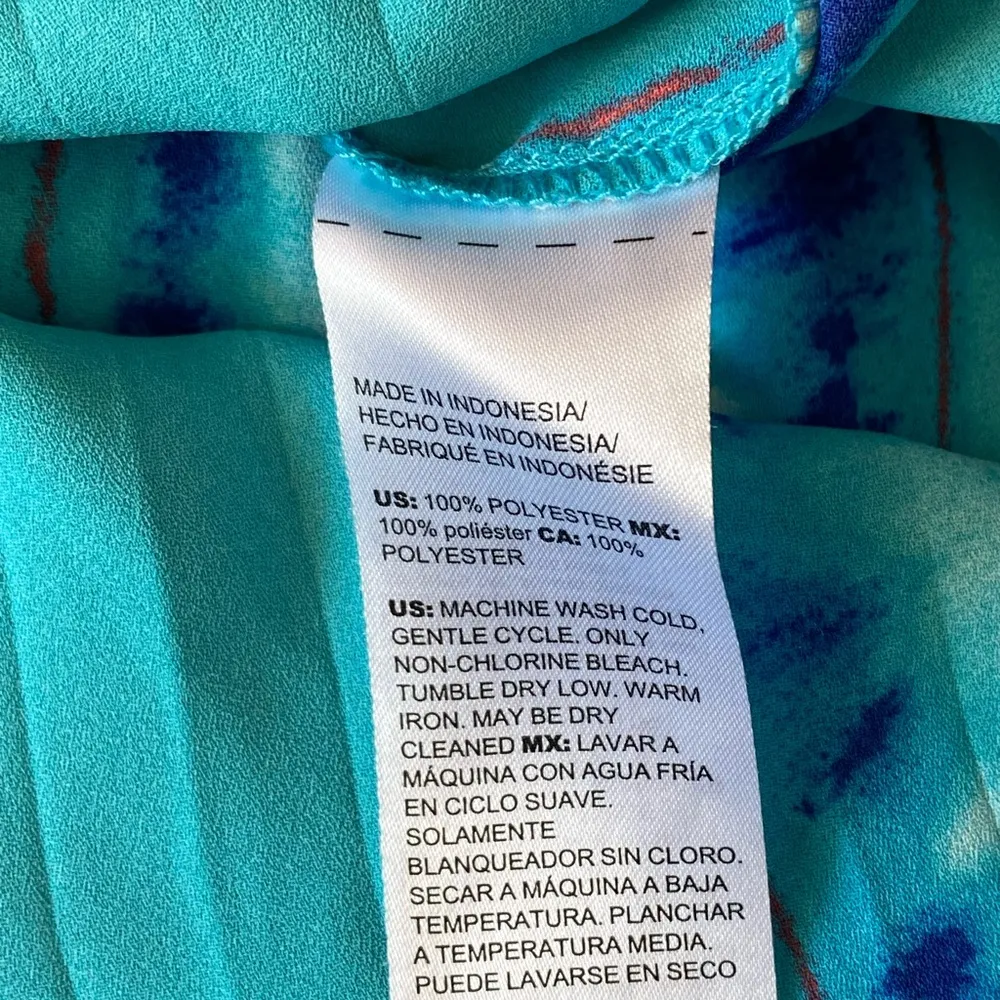 MADE IN INDONESIA/
HECHO EN INDONESIA/
FABRIQUÉ EN INDONÉSIE
US: 100% POLYESTER MX:
100% poliéster CA: 100%
POLYESTER
US: MACHINE WASH COLD,
GENTLE CYCLE. ONLY
NON-CHLORINE BLEACH.
TUMBLE DRY LOW. WARM
IRON. MAY BE DRY
CLEANED MX: LAVAR A
MÁQUINA CON AGUA FRÍA
EN CICLO SUAVE.
SOLAMENTE
BLANQUEADOR SIN CLORO.
SECAR A MÁQUINA A BAJA
TEMPERATURA. PLANCHAR
A TEMPERATURA MEDIA.
PUEDE LAVARSE EN SECO